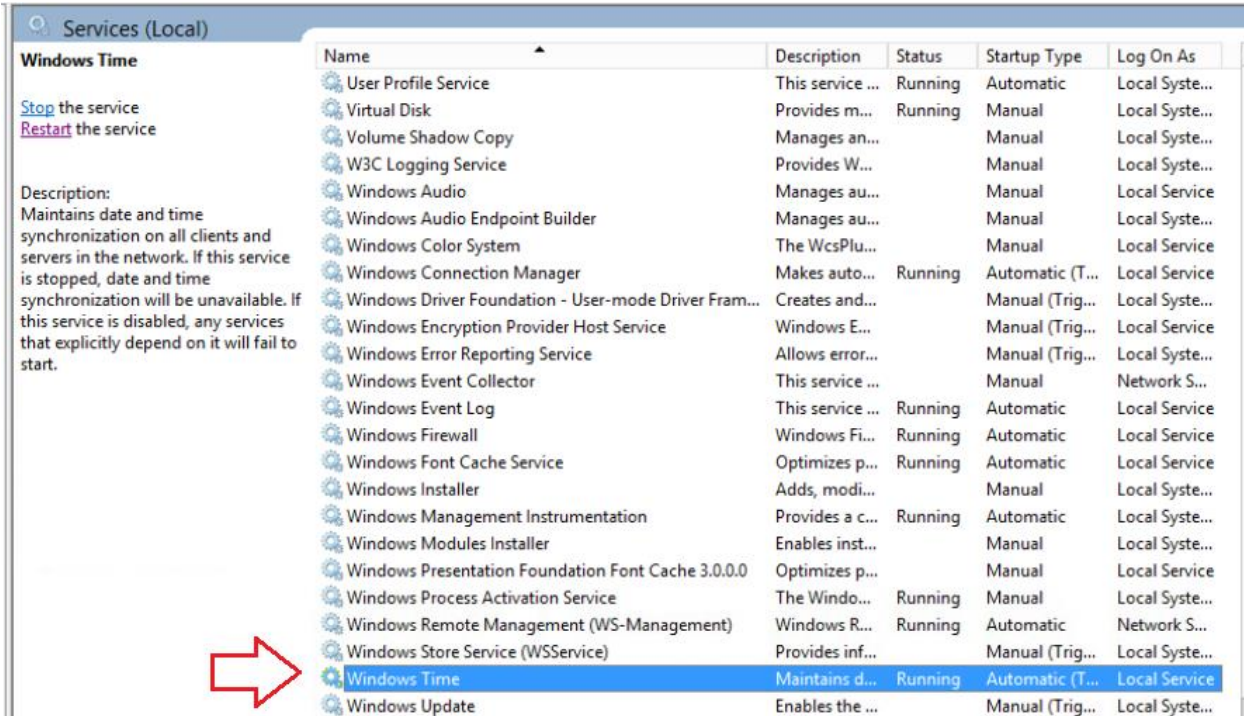 Services (Local)
Windows Time
Stop the service
Restart the service
Description:
Maintains date and time
synchronization on all clients and
servers in the network. If this service
is stopped, date and time
synchronization will be unavailable. If
this service is disabled, any services
that explicitly depend on it will fail to
start.
Name Description Status Startup Type Log On As
User Profile Service This service ... Running Automatic Local Syste...
Virtual Disk Provides m... Running Manual Local Syste...
Volume Shadow Copy Manages an... Manual Local Syste...
W3C Logging Service Provides W... Manual Local Syste...
Windows Audio Manages au... Manual Local Service
Windows Audio Endpoint Builder Manages au... Manual Local Syste...
Windows Color System The WcsPlu... Manual Local Service
Windows Connection Manager Makes auto... Running Automatic (T... Local Service
Windows Driver Foundation - User-mode Driver Fram... Creates and... Manual (Trig... Local Syste...
Windows Encryption Provider Host Service Windows E... Manual (Trig... Local Service
Windows Error Reporting Service Allows error... Manual (Trig... Local Syste...
Windows Event Collector This service ... Manual Network S...
Windows Event Log This service ... Running Automatic Local Service
Windows Firewall Windows Fi... Running Automatic Local Service
Windows Font Cache Service Optimizes p... Running Automatic Local Service
Windows Installer Adds, modi... Manual Local Syste...
Windows Management Instrumentation Provides a c... Running Automatic Local Syste...
Windows Modules Installer Enables inst... Manual Local Syste...
Windows Presentation Foundation Font Cache 3.0.0.0 Optimizes p... Manual Local Service
Windows Process Activation Service The Windo... Running Manual Local Syste...
Windows Remote Management (WS-Management) Windows R... Running Automatic Network S...
Windows Store Service (WSService) Provides inf... Manual (Trig... Local Syste...
Windows Time Maintains d... Running Automatic (T... Local Service
Windows Update Enables the ... Manual (Trig... Local Syste...